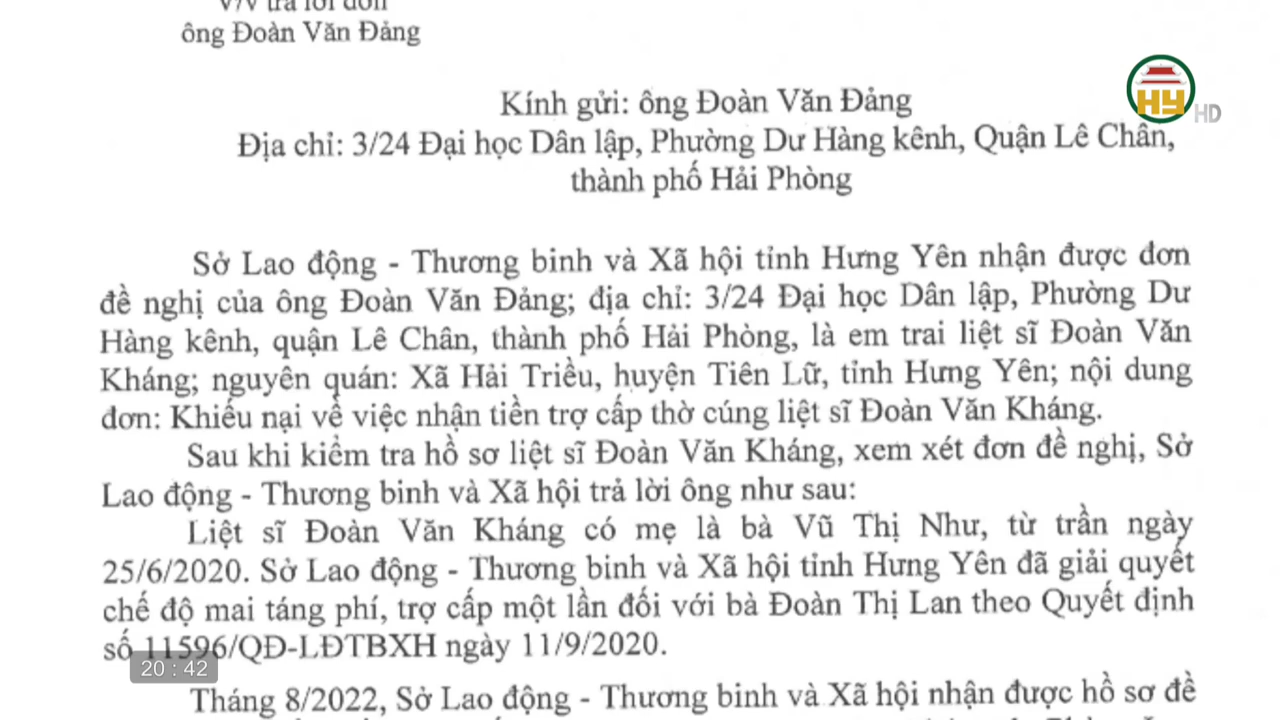 V/v trả lời đơn
ông Đoàn Văn Đảng
HY HD
Kính gửi: ông Đoàn Văn Đảng
Địa chỉ: 3/24 Đại học Dân lập, Phường Dư Hàng kênh, Quận Lê Chân,
thành phố Hải Phòng
Sở Lao động - Thương binh và Xã hội tỉnh Hưng Yên nhận được đơn
đề nghị của ông Đoàn Văn Đảng; địa chỉ: 3/24 Đại học Dân lập, Phường Dư
Hàng kênh, quận Lê Chân, thành phố Hải Phòng, là em trai liệt sĩ Đoàn Văn
Kháng; nguyên quán: Xã Hải Triều, huyện Tiên Lữ, tỉnh Hưng Yên; nội dung
đơn: Khiếu nại về việc nhận tiền trợ cấp thờ cúng liệt sĩ Đoàn Văn Kháng.
Sau khi kiểm tra hồ sơ liệt sĩ Đoàn Văn Kháng, xem xét đơn đề nghị, Sở
Lao động - Thương binh và Xã hội trả lời ông như sau:
Liệt sĩ Đoàn Văn Kháng có mẹ là bà Vũ Thị Như, từ trần ngày
25/6/2020. Sở Lao động - Thương binh và Xã hội tỉnh Hưng Yên đã giải quyết
chế độ mai táng phí, trợ cấp một lần đối với bà Đoàn Thị Lan theo Quyết định
số 11596/QĐ-LĐTBXH ngày 11/9/2020.
20 : 42
Tháng 8/2022, Sở Lao động - Thương binh và Xã hội nhận được hồ sơ đề